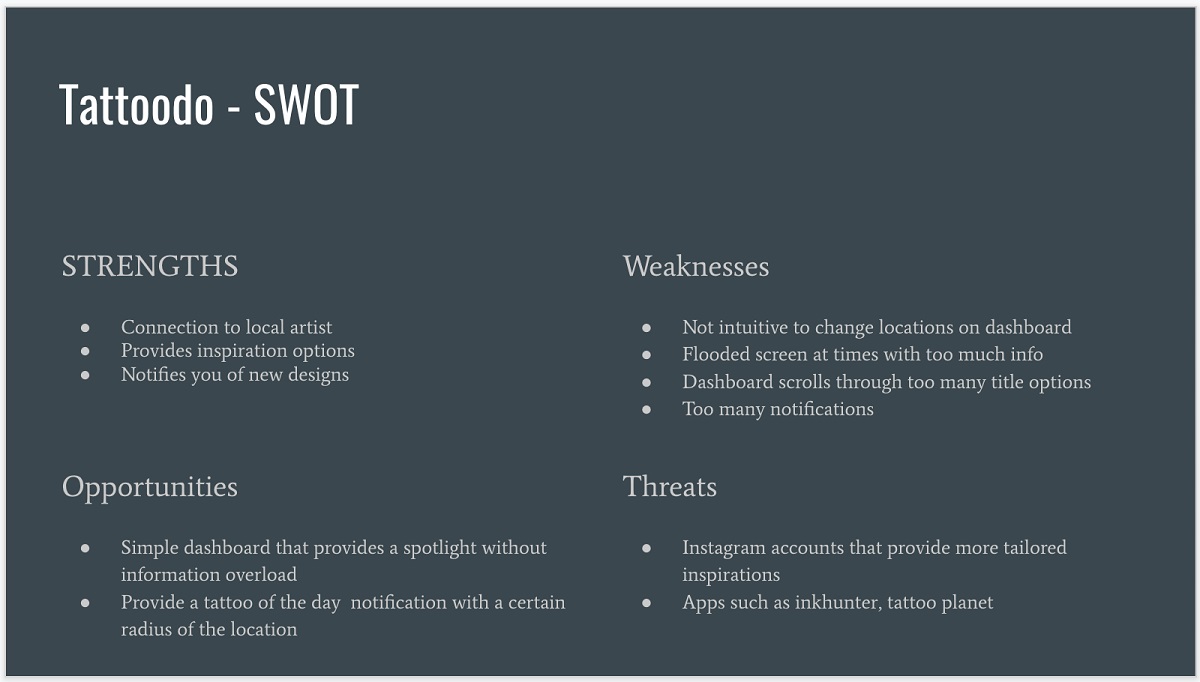 Tattoodo - SWOT
STRENGTHS
● Connection to local artist
● Provides inspiration options
● Notifies you of new designs
Weaknesses
● Not intuitive to change locations on dashboard
● Flooded screen at times with too much info
● Dashboard scrolls through too many title options
● Too many notifications
Opportunities
● Simple dashboard that provides a spotlight without
information overload
● Provide a tattoo of the day  notification with a certain
radius of the location
Threats
● Instagram accounts that provide more tailored
inspirations
● Apps such as inkhunter, tattoo planet